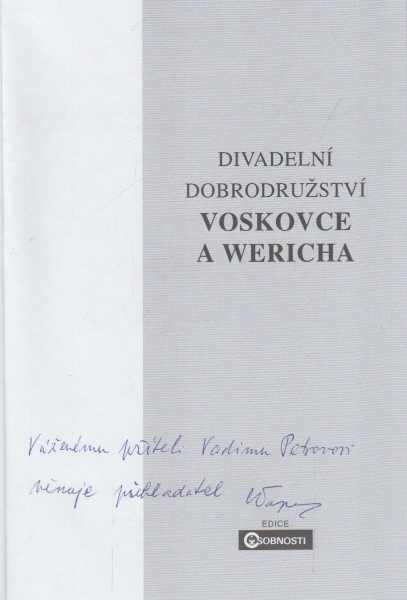 DIVADELNÍ
DOBRODRUŽSTVÍ
VOSKOVCE
A WERICHA
Váženému příteli Vadimu Petrovovi
věnuje překladatel
EDICE
OSOBNOSTI